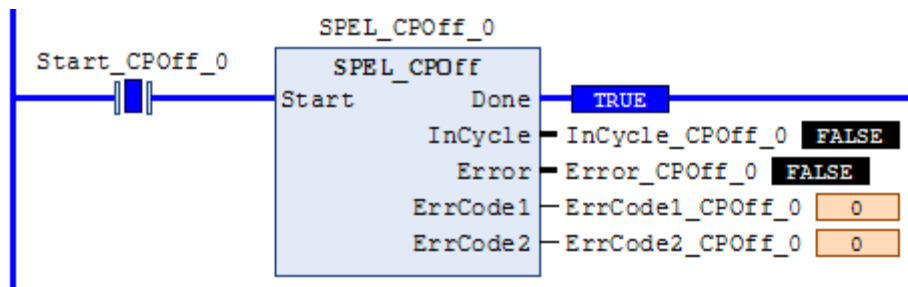 SPEL_CPOff_0
Start_CPOff_0
SPEL_CPOff
Start Done TRUE
InCycle InCycle_CPOff_0 FALSE
Error Error_CPOff_0 FALSE
ErrCode1 ErrCode1_CPOff_0 0
ErrCode2 ErrCode2_CPOff_0 0